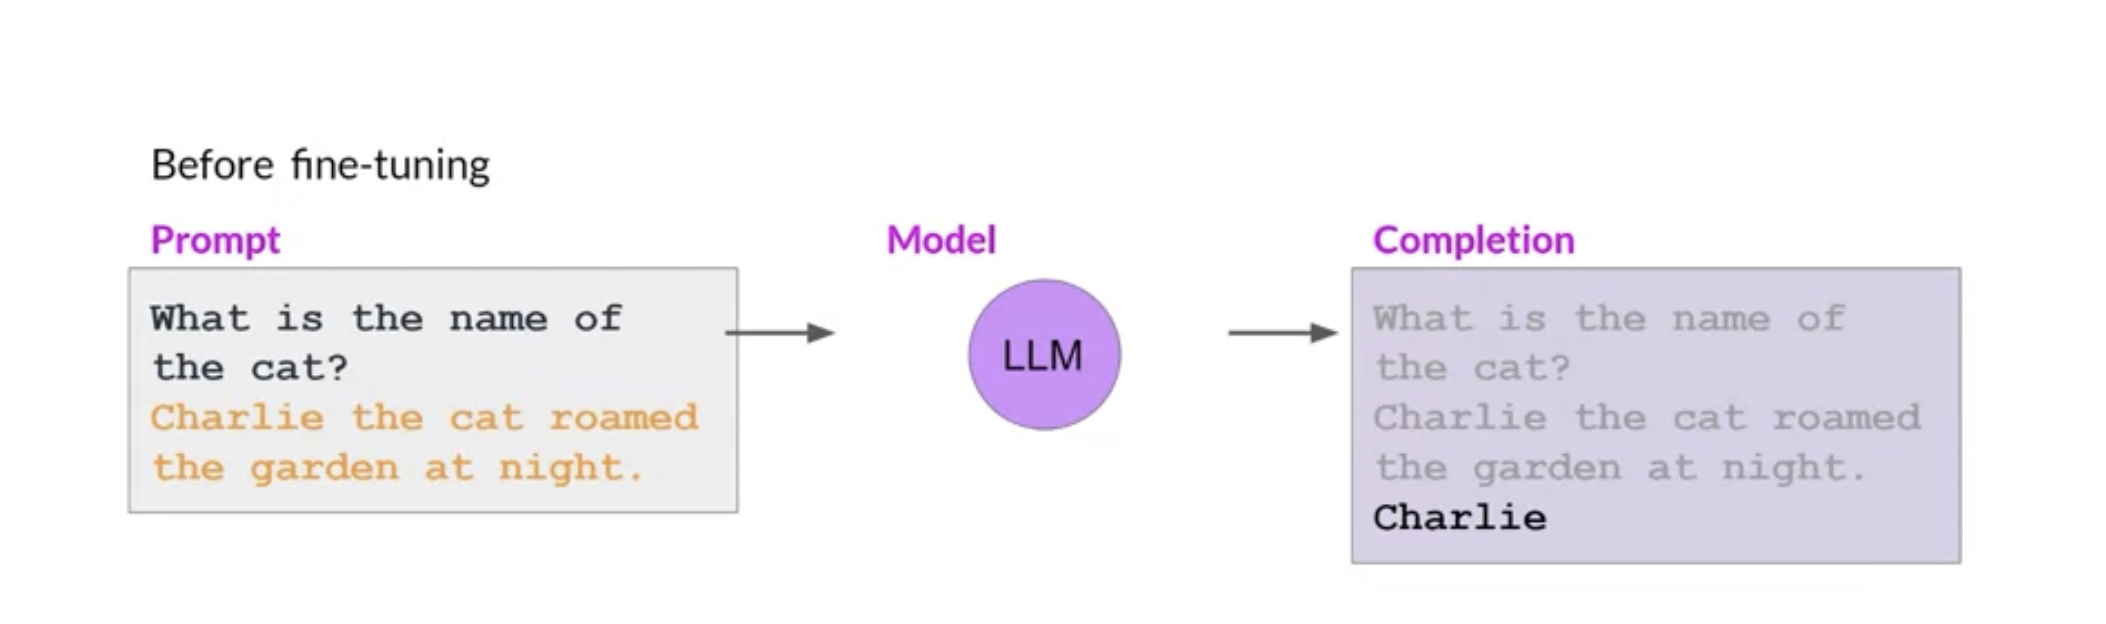 Before fine-tuning
Prompt
What is the name of
the cat?
Charlie the cat roamed
the garden at night.
Model
LLM
Completion
What is the name of
the cat?
Charlie the cat roamed
the garden at night.
Charlie